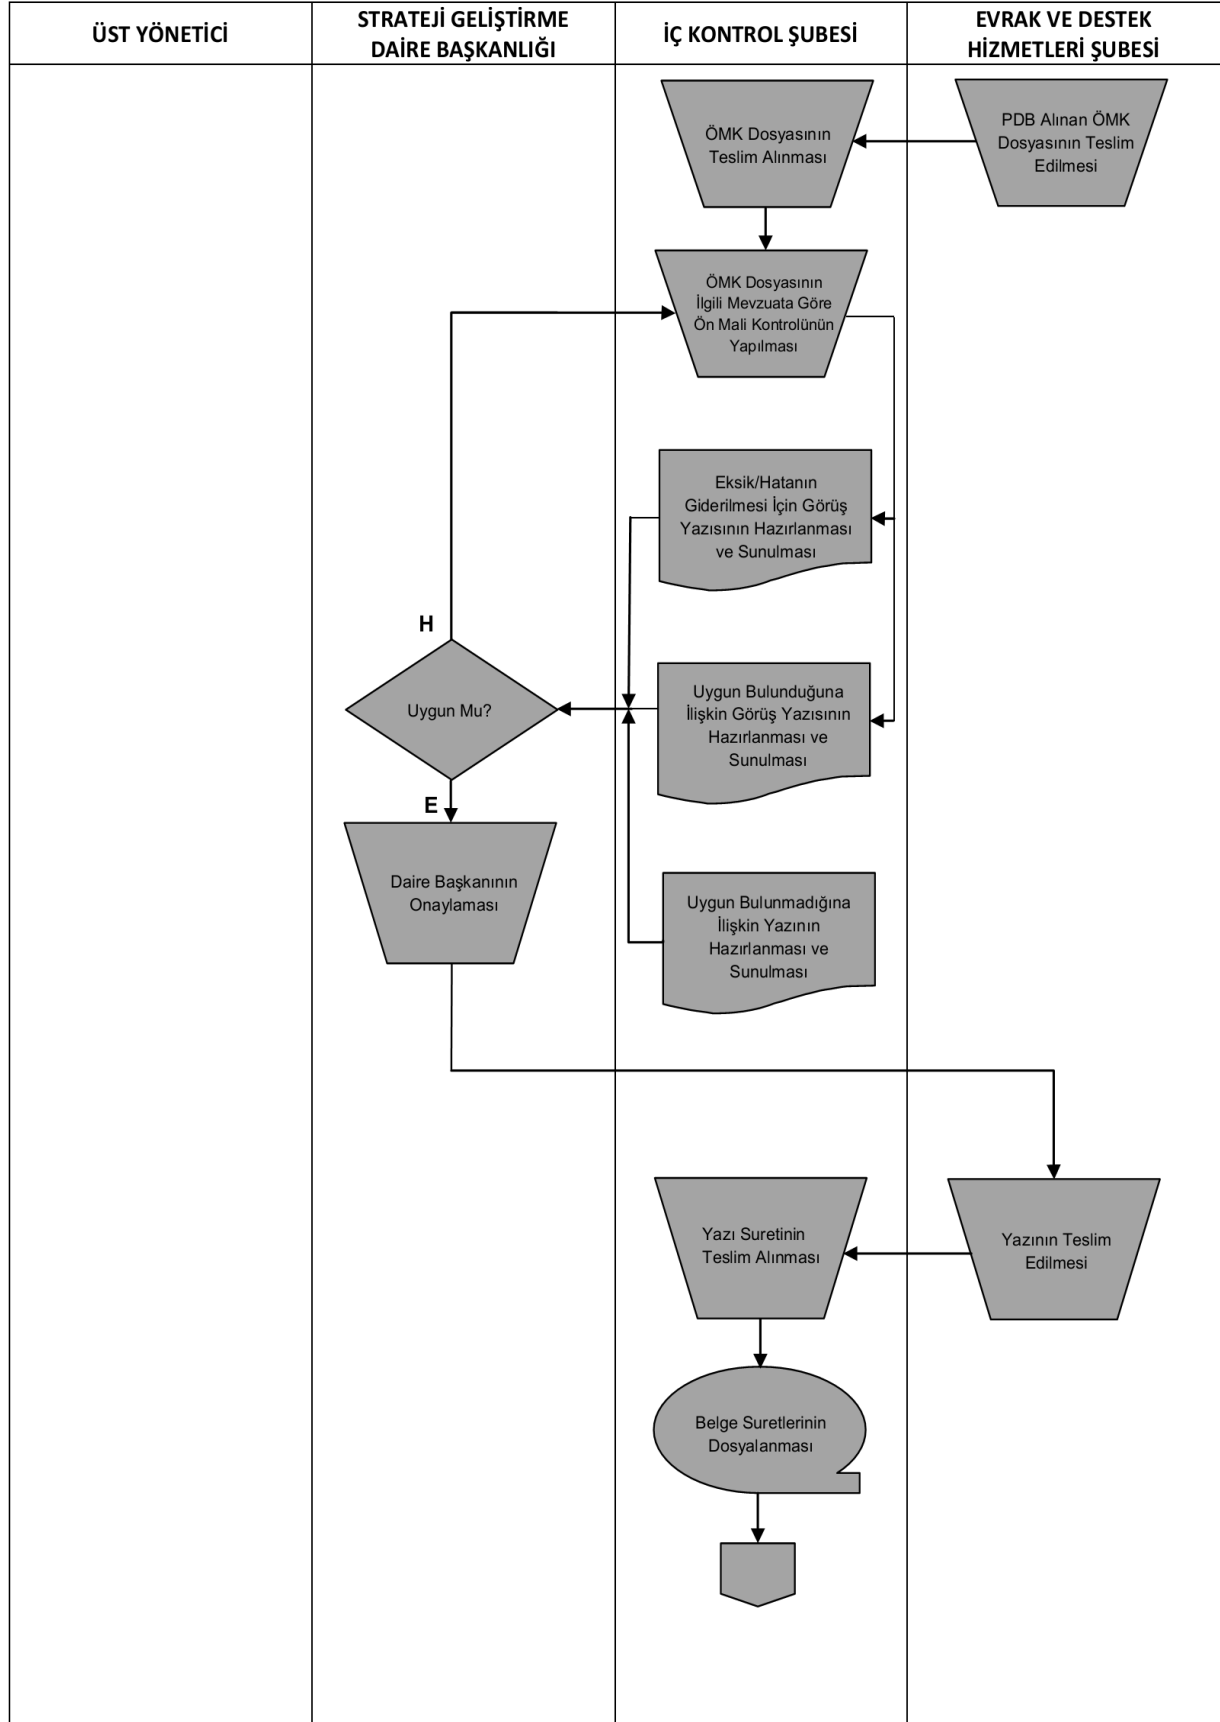 ÜST YÖNETİCİ
STRATEJİ GELİŞTİRME
DAİRE BAŞKANLIĞI
İÇ KONTROL ŞUBESİ
EVRAK VE DESTEK
HİZMETLERİ ŞUBESİ
ÖMK Dosyasının
Teslim Alınması
PDB Alınan ÖMK
Dosyasının Teslim
Edilmesi
ÖMK Dosyasının
İlgili Mevzuata Göre
Ön Mali Kontrolünün
Yapılması
Eksik/Hatanın
Giderilmesi İçin Görüş
Yazısının Hazırlanması
ve Sunulması
H
Uygun Mu?
Uygun Bulunduğuna
İlişkin Görüş Yazısının
Hazırlanması ve
Sunulması
E
Daire Başkanının
Onaylaması
Uygun Bulunmadığına
İlişkin Yazının
Hazırlanması ve
Sunulması
Yazı Suretinin
Teslim Alınması
Yazının Teslim
Edilmesi
Belge Suretlerinin
Dosyalanması